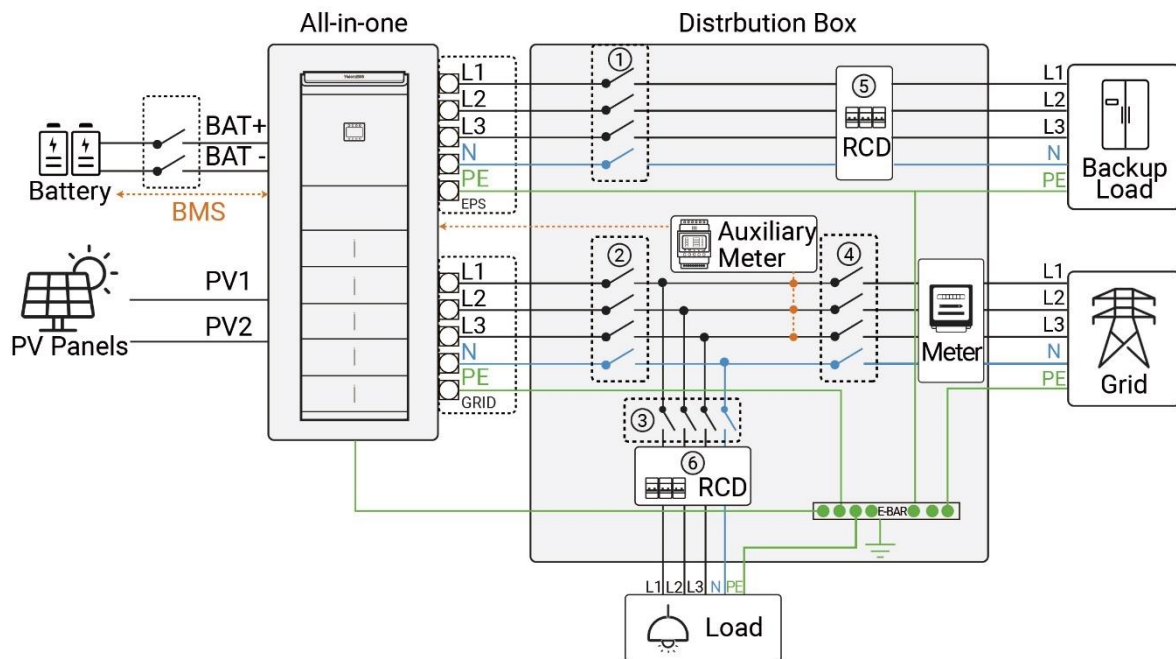 All-in-one
Distrbution Box
①
⑤
RCD
L1
L2
L3
N
PE
EPS
L1
L2
L3
N
PE
Backup
Load
BAT+
BAT -
Battery
BMS
Auxiliary
Meter
②
④
L1
L2
L3
N
PE
GRID
PV1
PV2
PV Panels
Meter
L1
L2
L3
N
PE
Grid
③
⑥
RCD
E-BAR
L1 L2 L3 N PE
Load